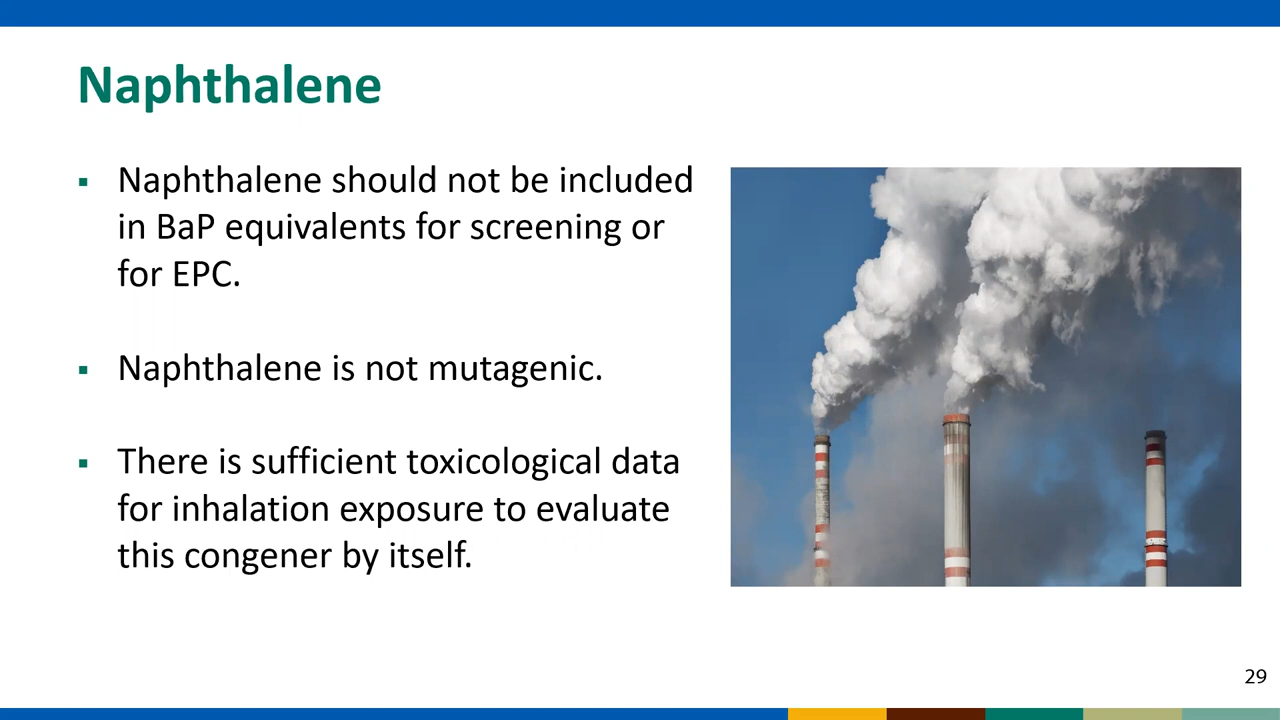 Naphthalene
▪ Naphthalene should not be included
in BaP equivalents for screening or
for EPC.
▪ Naphthalene is not mutagenic.
▪ There is sufficient toxicological data
for inhalation exposure to evaluate
this congener by itself.
29